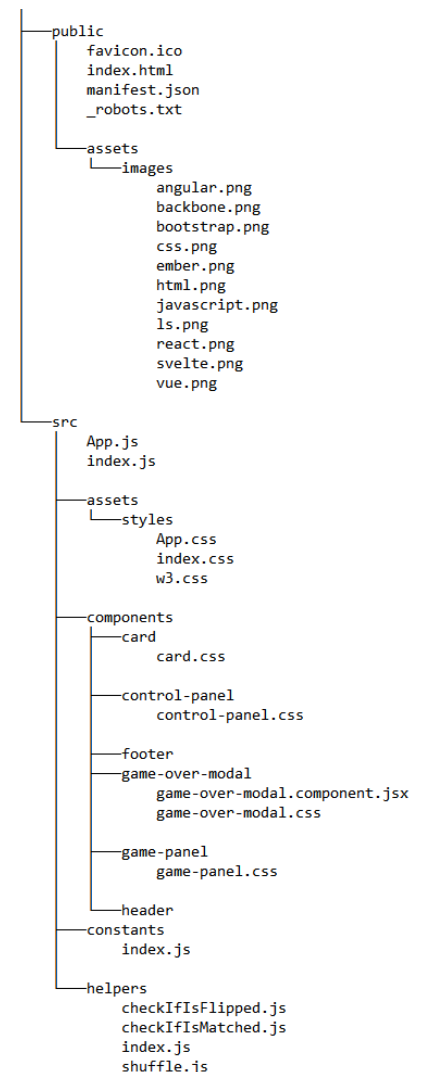 public
favicon.ico
index.html
manifest.json
_robots.txt
assets
images
angular.png
backbone.png
bootstrap.png
css.png
ember.png
html.png
javascript.png
ls.png
react.png
svelte.png
vue.png
src
App.js
index.js
assets
styles
App.css
index.css
w3.css
components
card
card.css
control-panel
control-panel.css
footer
game-over-modal
game-over-modal.component.jsx
game-over-modal.css
game-panel
game-panel.css
header
constants
index.js
helpers
checkIfIsFlipped.js
checkIfIsMatched.js
index.js
shuffle.js